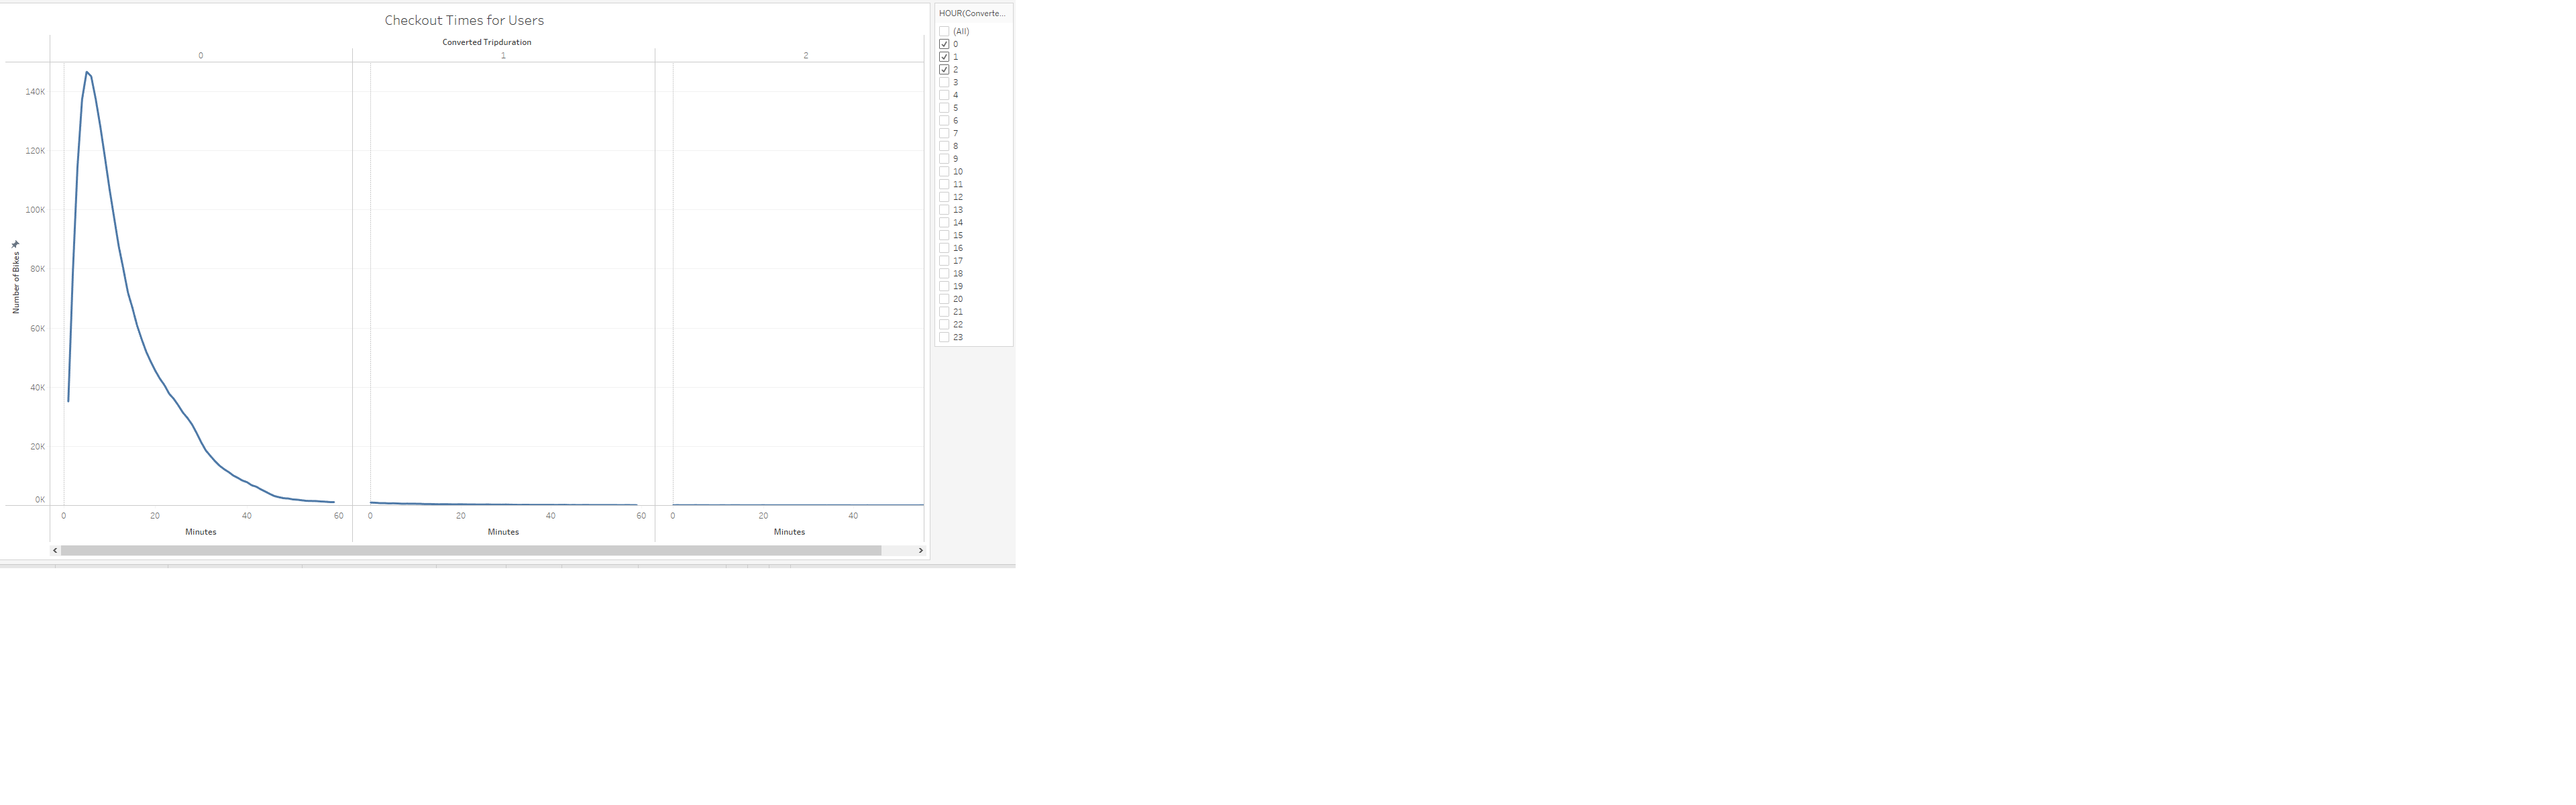 Checkout Times for Users
Converted Tripduration
0 1 2
140K
120K
100K
80K
60K
40K
20K
0K
Number of Bikes
0 20 40 60 0 20 40 60 0 20 40
Minutes Minutes Minutes
HOUR(Converte...
(All)
0
1
2
3
4
5
6
7
8
9
10
11
12
13
14
15
16
17
18
19
20
21
22
23